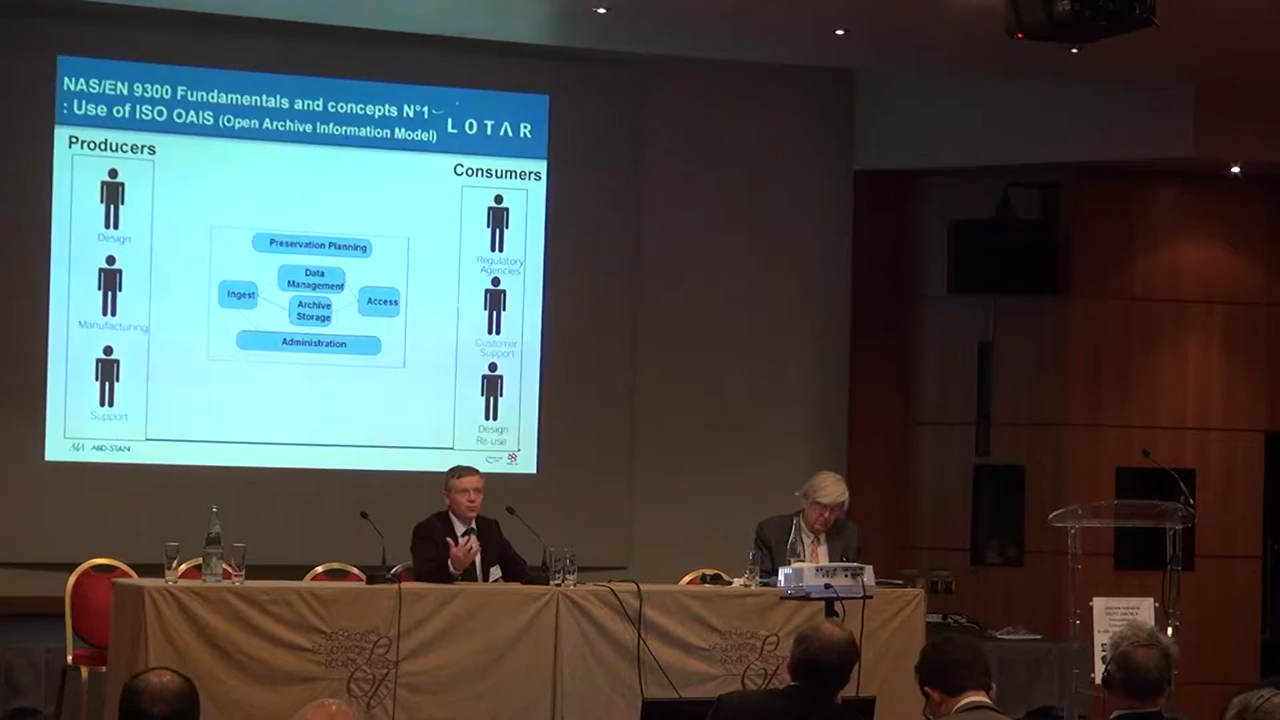 NAS/EN 9300 Fundamentals and concepts N°1
: Use of ISO OAIS (Open Archive Information Model)
LOTAR
Producers
Consumers
Design
Manufacturing
Support
Preservation Planning
Data
Management
Ingest
Archive
Storage
Access
Administration
Regulatory
Agencies
Customer
Support
Design
Re-use
ASD-STAN